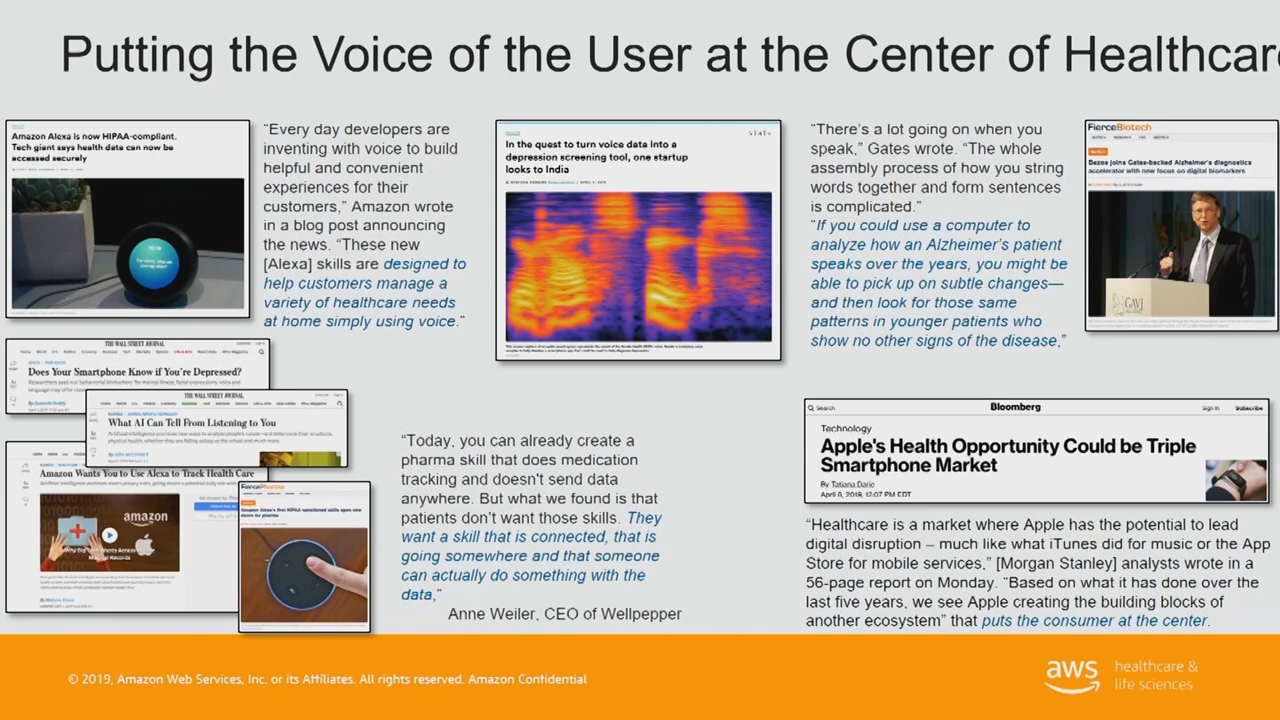 Putting the Voice of the User at the Center of Healthcar
Amazon Alexa is now HIPAA-compliant.
Tech giant says health data can now be
accessed securely
“Every day developers are
inventing with voice to build
helpful and convenient
experiences for their
customers,” Amazon wrote
in a blog post announcing
the news. “These new
[Alexa] skills are designed to
help customers manage a
variety of healthcare needs
at home simply using voice.”
STAT+
In the quest to turn voice data into a
depression screening tool, one startup
looks to India
“There’s a lot going on when you
speak,” Gates wrote. “The whole
assembly process of how you string
words together and form sentences
is complicated.”
“If you could use a computer to
analyze how an Alzheimer’s patient
speaks over the years, you might be
able to pick up on subtle changes—
and then look for those same
patterns in younger patients who
show no other signs of the disease.”
FierceBiotech
Bezos joins Gates-backed Alzheimer's diagnostics
accelerator with new focus on digital biomarkers
GAVI
THE WALL STREET JOURNAL
Does Your Smartphone Know if You’re Depressed?
THE WALL STREET JOURNAL
What AI Can Tell From Listening to You
Amazon Wants You to Use Alexa to Track Health Care
amazon
Why Big Tech Wants Access
Medical Records
FiercePharma
Amazon Alexa's first HIPAA
“Today, you can already create a
pharma skill that does medication
tracking and doesn't send data
anywhere. But what we found is that
patients don’t want those skills. They
want a skill that is connected, that is
going somewhere and that someone
can actually do something with the
data,”
Anne Weiler, CEO of Wellpepper
Search
Bloomberg
Sign In Subscribe
Technology
Apple's Health Opportunity Could be Triple
Smartphone Market
By Tatiana Darie
April 8, 2019, 12:07 PM EDT
“Healthcare is a market where Apple has the potential to lead
digital disruption – much like what iTunes did for music or the App
Store for mobile services,” [Morgan Stanley] analysts wrote in a
56-page report on Monday. “Based on what it has done over the
last five years, we see Apple creating the building blocks of
another ecosystem” that puts the consumer at the center.
© 2019, Amazon Web Services, Inc. or its Affiliates. All rights reserved. Amazon Confidential
aws
healthcare &
life sciences